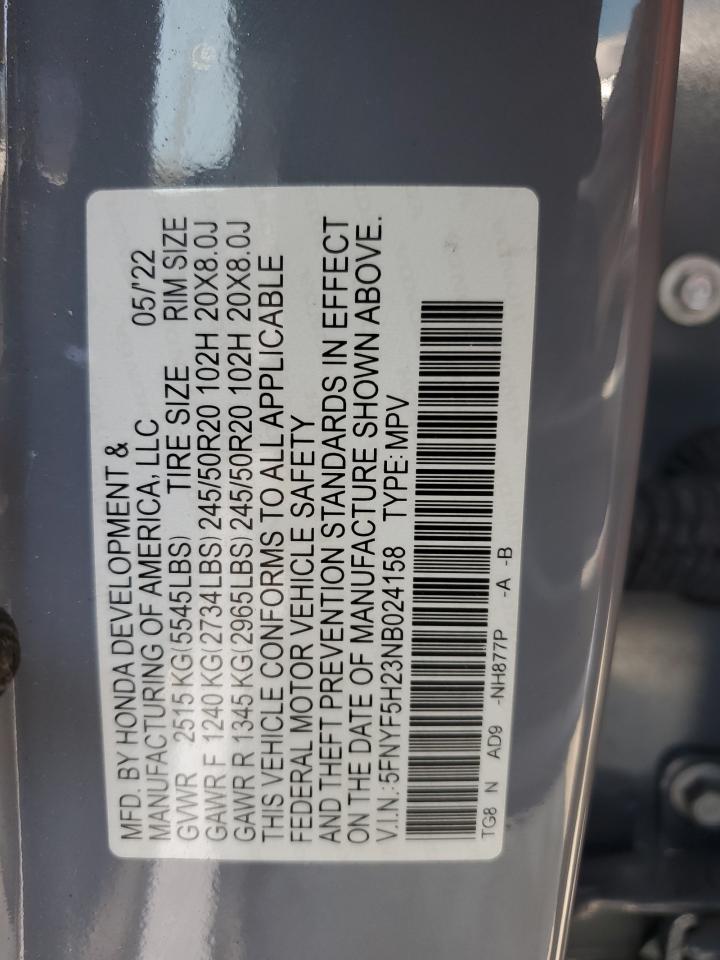 MFD. BY HONDA DEVELOPMENT &
MANUFACTURING OF AMERICA, LLC 05/'22
GVWR 2515 KG(5545LBS) TIRE SIZE RIM SIZE
GAWR F 1240 KG(2734LBS) 245/50R20 102H 20X8.0J
GAWR R 1345 KG(2965LBS) 245/50R20 102H 20X8.0J
THIS VEHICLE CONFORMS TO ALL APPLICABLE
FEDERAL MOTOR VEHICLE SAFETY
AND THEFT PREVENTION STANDARDS IN EFFECT
ON THE DATE OF MANUFACTURE SHOWN ABOVE.
V.I.N.:5FNYF5H23NB024158 TYPE:MPV
TG8 N AD9 -NH877P -A -B